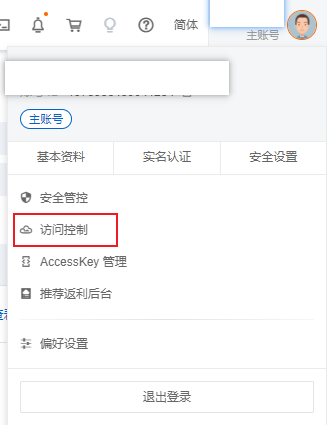 简体
主账号
主账号
基本资料 实名认证 安全设置
安全管控
访问控制
AccessKey 管理
推荐返利后台
偏好设置
退出登录